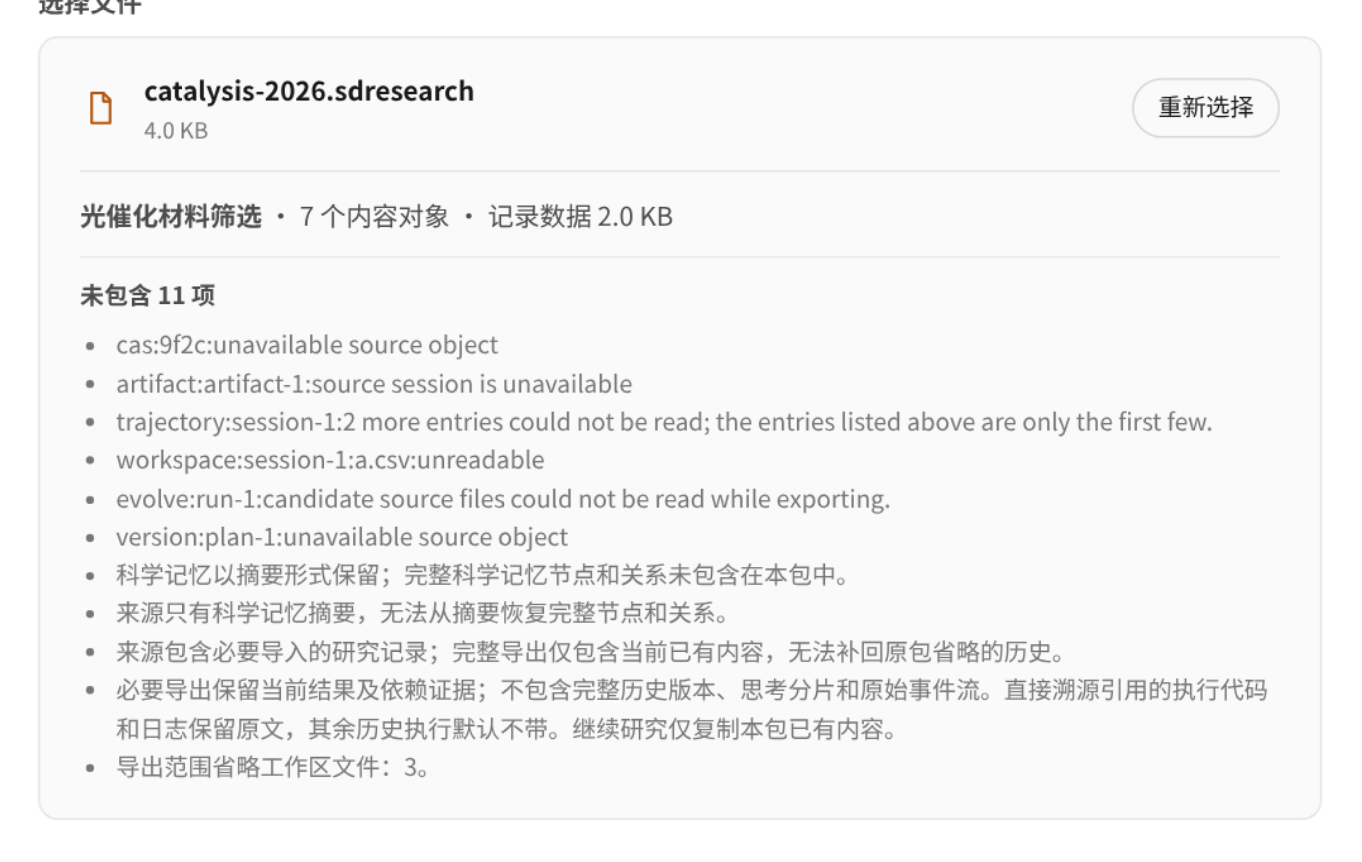 选择文件
catalysis-2026.sdresearch
4.0 KB
重新选择
光催化材料筛选 · 7 个内容对象 · 记录数据 2.0 KB
未包含 11 项
• cas:9f2c:unavailable source object
• artifact:artifact-1:source session is unavailable
• trajectory:session-1:2 more entries could not be read; the entries listed above are only the first few.
• workspace:session-1:a.csv:unreadable
• evolve:run-1:candidate source files could not be read while exporting.
• version:plan-1:unavailable source object
• 科学记忆以摘要形式保留；完整科学记忆节点和关系未包含在本包中。
• 来源只有科学记忆摘要，无法从摘要恢复完整节点和关系。
• 来源包含必要导入的研究记录；完整导出仅包含当前已有内容，无法补回原包省略的历史。
• 必要导出保留当前结果及依赖证据；不包含完整历史版本、思考分片和原始事件流。直接溯源引用的执行代码
和日志保留原文，其余历史执行默认不带。继续研究仅复制本包已有内容。
• 导出范围省略工作区文件：3。